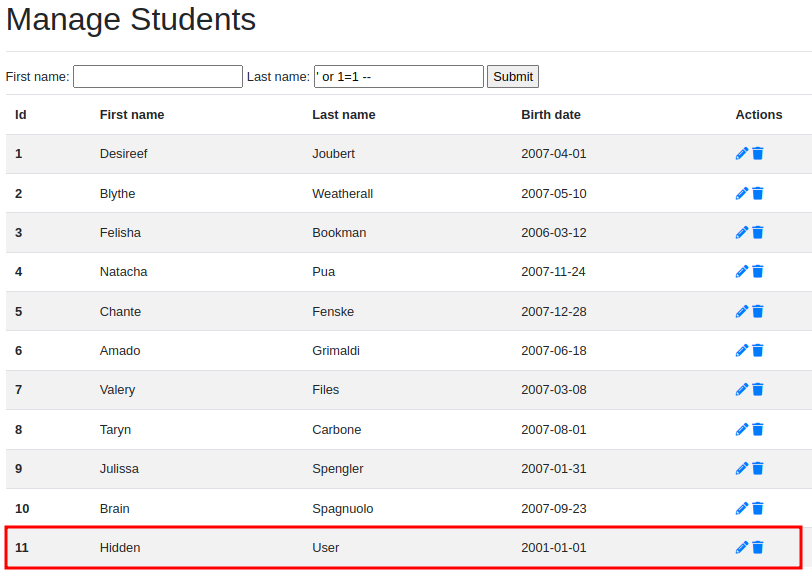 Manage Students
First name: Last name: ' or 1=1 -- Submit
Id First name Last name Birth date Actions
1 Desireef Joubert 2007-04-01
2 Blythe Weatherall 2007-05-10
3 Felisha Bookman 2006-03-12
4 Natacha Pua 2007-11-24
5 Chante Fenske 2007-12-28
6 Amado Grimaldi 2007-06-18
7 Valery Files 2007-03-08
8 Taryn Carbone 2007-08-01
9 Julissa Spengler 2007-01-31
10 Brain Spagnuolo 2007-09-23
11 Hidden User 2001-01-01